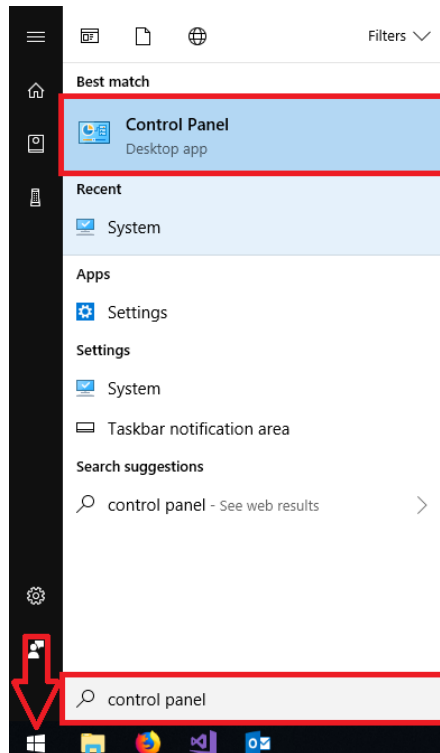 Filters
Best match
Control Panel
Desktop app
Recent
System
Apps
Settings
Settings
System
Taskbar notification area
Search suggestions
control panel - See web results
control panel